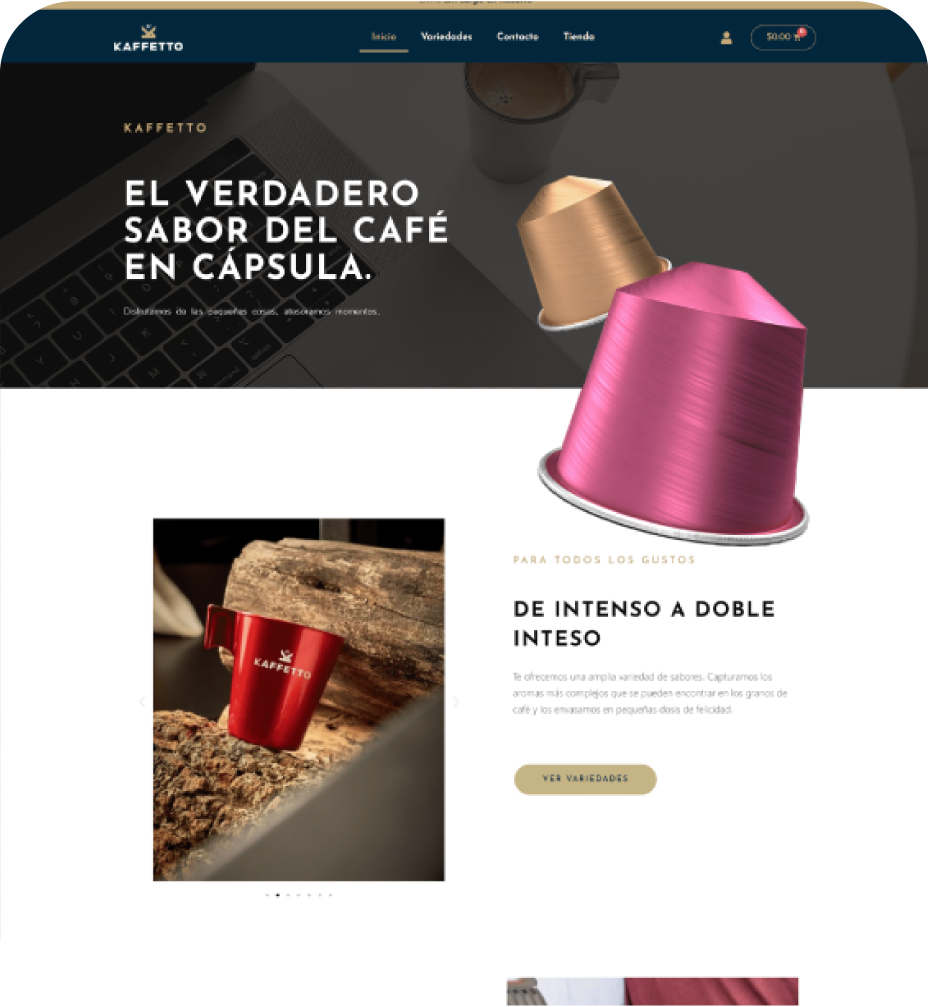 KAFFETTO
Inicio
Variedades
Contacto
Tienda
$0.00
0
KAFFETTO
EL VERDADERO
SABOR DEL CAFÉ
EN CÁPSULA.
Disfrutamos de las pequeñas cosas, atesoramos momentos.
KAFFETTO
PARA TODOS LOS GUSTOS
DE INTENSO A DOBLE
INTESO
Te ofrecemos una amplia variedad de sabores. Capturamos los
aromas más complejos que se pueden encontrar en los granos de
café y los envasamos en pequeñas dosis de felicidad.
VER VARIEDADES